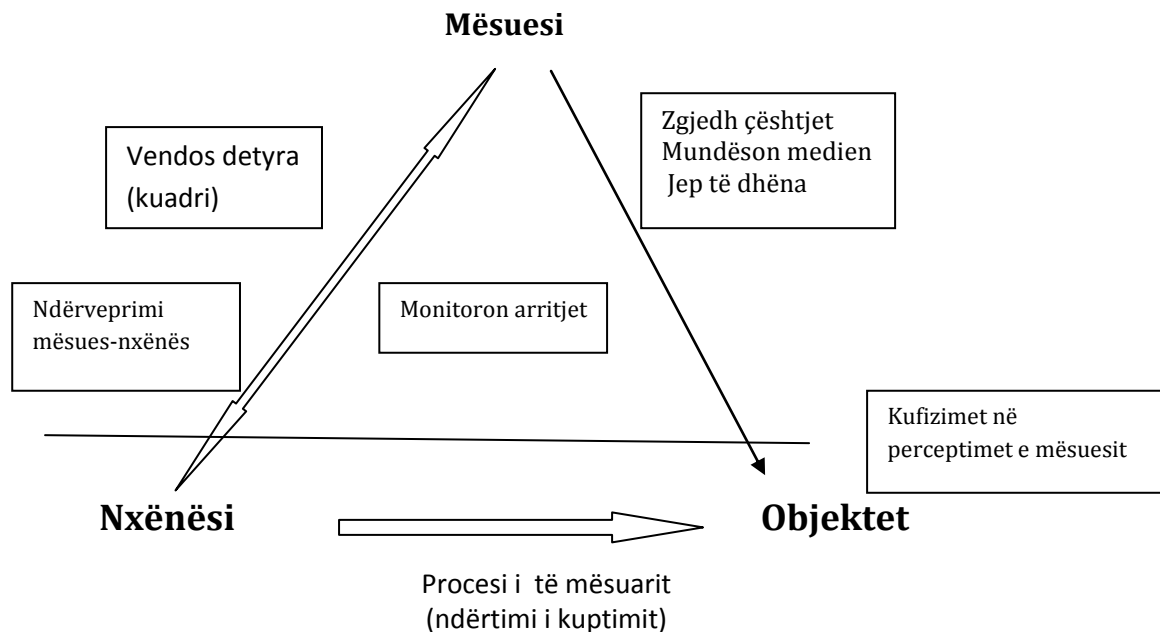 Mësuesi
Vendos detyra
(kuadri)
Zgjedh çështjet
Mundëson medien
Jep të dhëna
Ndërveprimi
mësues-nxënës
Monitoron arritjet
Kufizimet në
perceptimet e mësuesit
Nxënësi
Objektet
Procesi i të mësuarit
(ndërtimi i kuptimit)